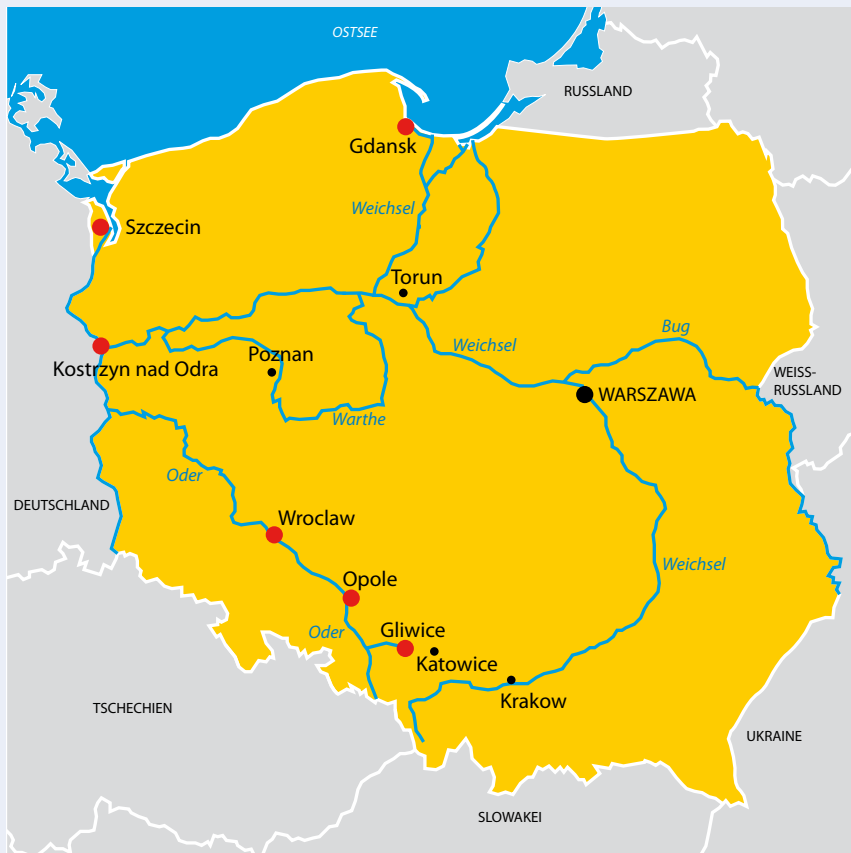 OSTSEE
RUSSLAND
Gdansk
Weichsel
Szczecin
Torun
Bug
Weichsel
Poznan
Kostrzyn nad Odra
WEISS-
RUSSLAND
WARSZAWA
Warthe
Oder
DEUTSCHLAND
Wroclaw
Weichsel
Opole
Oder
Gliwice
Katowice
Krakow
TSCHECHIEN
UKRAINE
SLOWAKEI